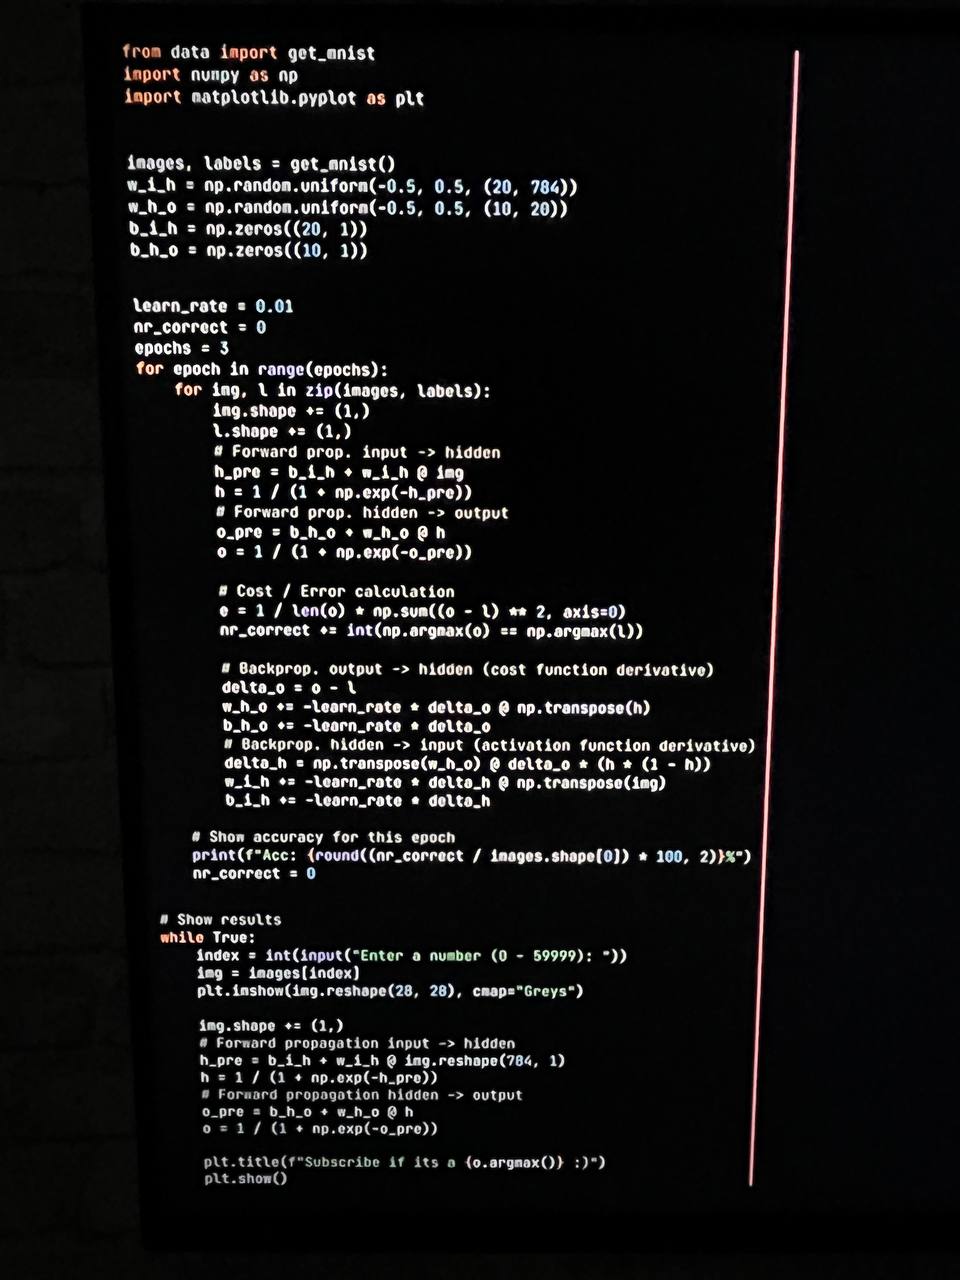 from data import get_mnist
import numpy as np
import matplotlib.pyplot as plt
images, labels = get_mnist()
w_i_h = np.random.uniform(-0.5, 0.5, (20, 784))
w_h_o = np.random.uniform(-0.5, 0.5, (10, 20))
b_i_h = np.zeros((20, 1))
b_h_o = np.zeros((10, 1))
learn_rate = 0.01
nr_correct = 0
epochs = 3
for epoch in range(epochs):
    for img, l in zip(images, labels):
        img.shape += (1,)
        l.shape += (1,)
        # Forward prop. input -> hidden
        h_pre = b_i_h + w_i_h @ img
        h = 1 / (1 + np.exp(-h_pre))
        # Forward prop. hidden -> output
        o_pre = b_h_o + w_h_o @ h
        o = 1 / (1 + np.exp(-o_pre))
        # Cost / Error calculation
        e = 1 / len(o) * np.sum((o - l) ** 2, axis=0)
        nr_correct += int(np.argmax(o) == np.argmax(l))
        # Backprop. output -> hidden (cost function derivative)
        delta_o = o - l
        w_h_o += -learn_rate * delta_o @ np.transpose(h)
        b_h_o += -learn_rate * delta_o
        # Backprop. hidden -> input (activation function derivative)
        delta_h = np.transpose(w_h_o) @ delta_o * (h * (1 - h))
        w_i_h += -learn_rate * delta_h @ np.transpose(img)
        b_i_h += -learn_rate * delta_h
    # Show accuracy for this epoch
    print(f"Acc: {round((nr_correct / images.shape[0]) * 100, 2)}%")
    nr_correct = 0
# Show results
while True:
    index = int(input("Enter a number (0 - 59999): "))
    img = images[index]
    plt.imshow(img.reshape(28, 28), cmap="Greys")
    img.shape += (1,)
    # Forward propagation input -> hidden
    h_pre = b_i_h + w_i_h @ img.reshape(784, 1)
    h = 1 / (1 + np.exp(-h_pre))
    # Forward propagation hidden -> output
    o_pre = b_h_o + w_h_o @ h
    o = 1 / (1 + np.exp(-o_pre))
    plt.title(f"Subscribe if its a {o.argmax()} :)")
    plt.show()